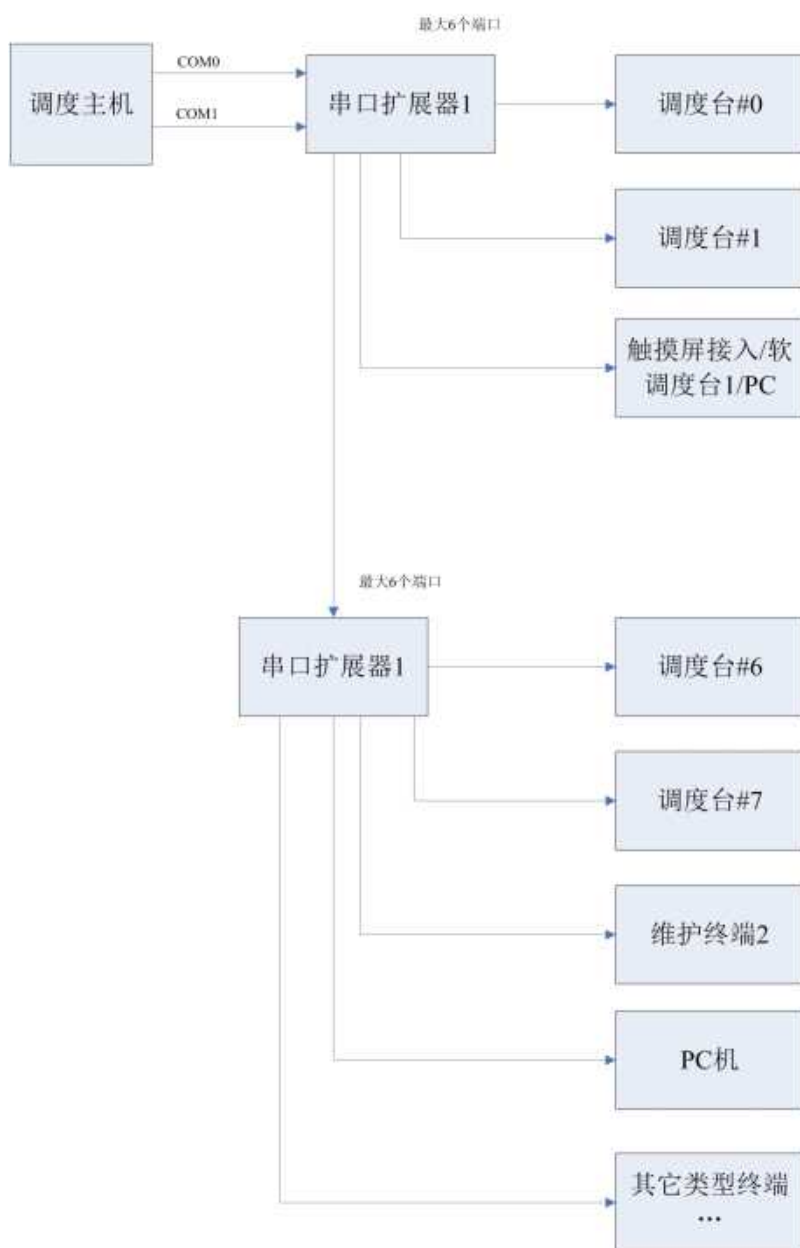 最大6个端口
调度主机
COM0
COM1
串口扩展器1
调度台#0
调度台#1
触摸屏接入/软
调度台1/PC
最大6个端口
串口扩展器1
调度台#6
调度台#7
维护终端2
PC机
其它类型终端
...